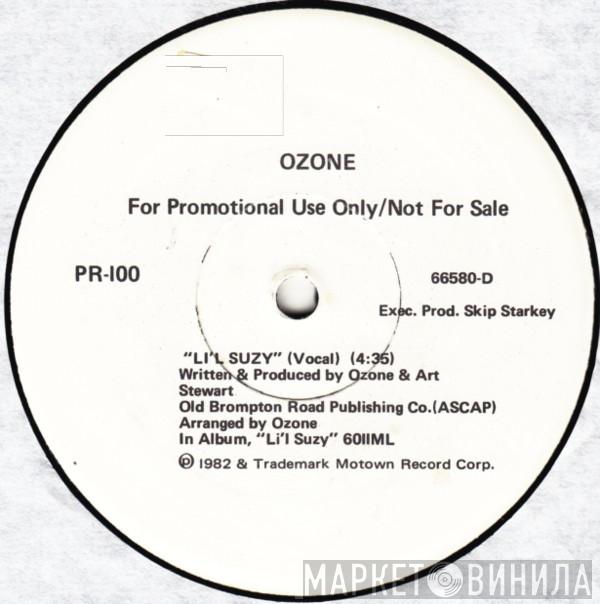 OZONE
For Promotional Use Only/Not For Sale
PR-I00
66580-D
Exec. Prod. Skip Starkey
"LI'L SUZY" (Vocal) (4:35)
Written & Produced by Ozone & Art
Stewart
Old Brompton Road Publishing Co.(ASCAP)
Arranged by Ozone
In Album, "Li'l Suzy" 60IIML
℗ 1982 & Trademark Motown Record Corp.
МАРКЕТ ВИНИЛА